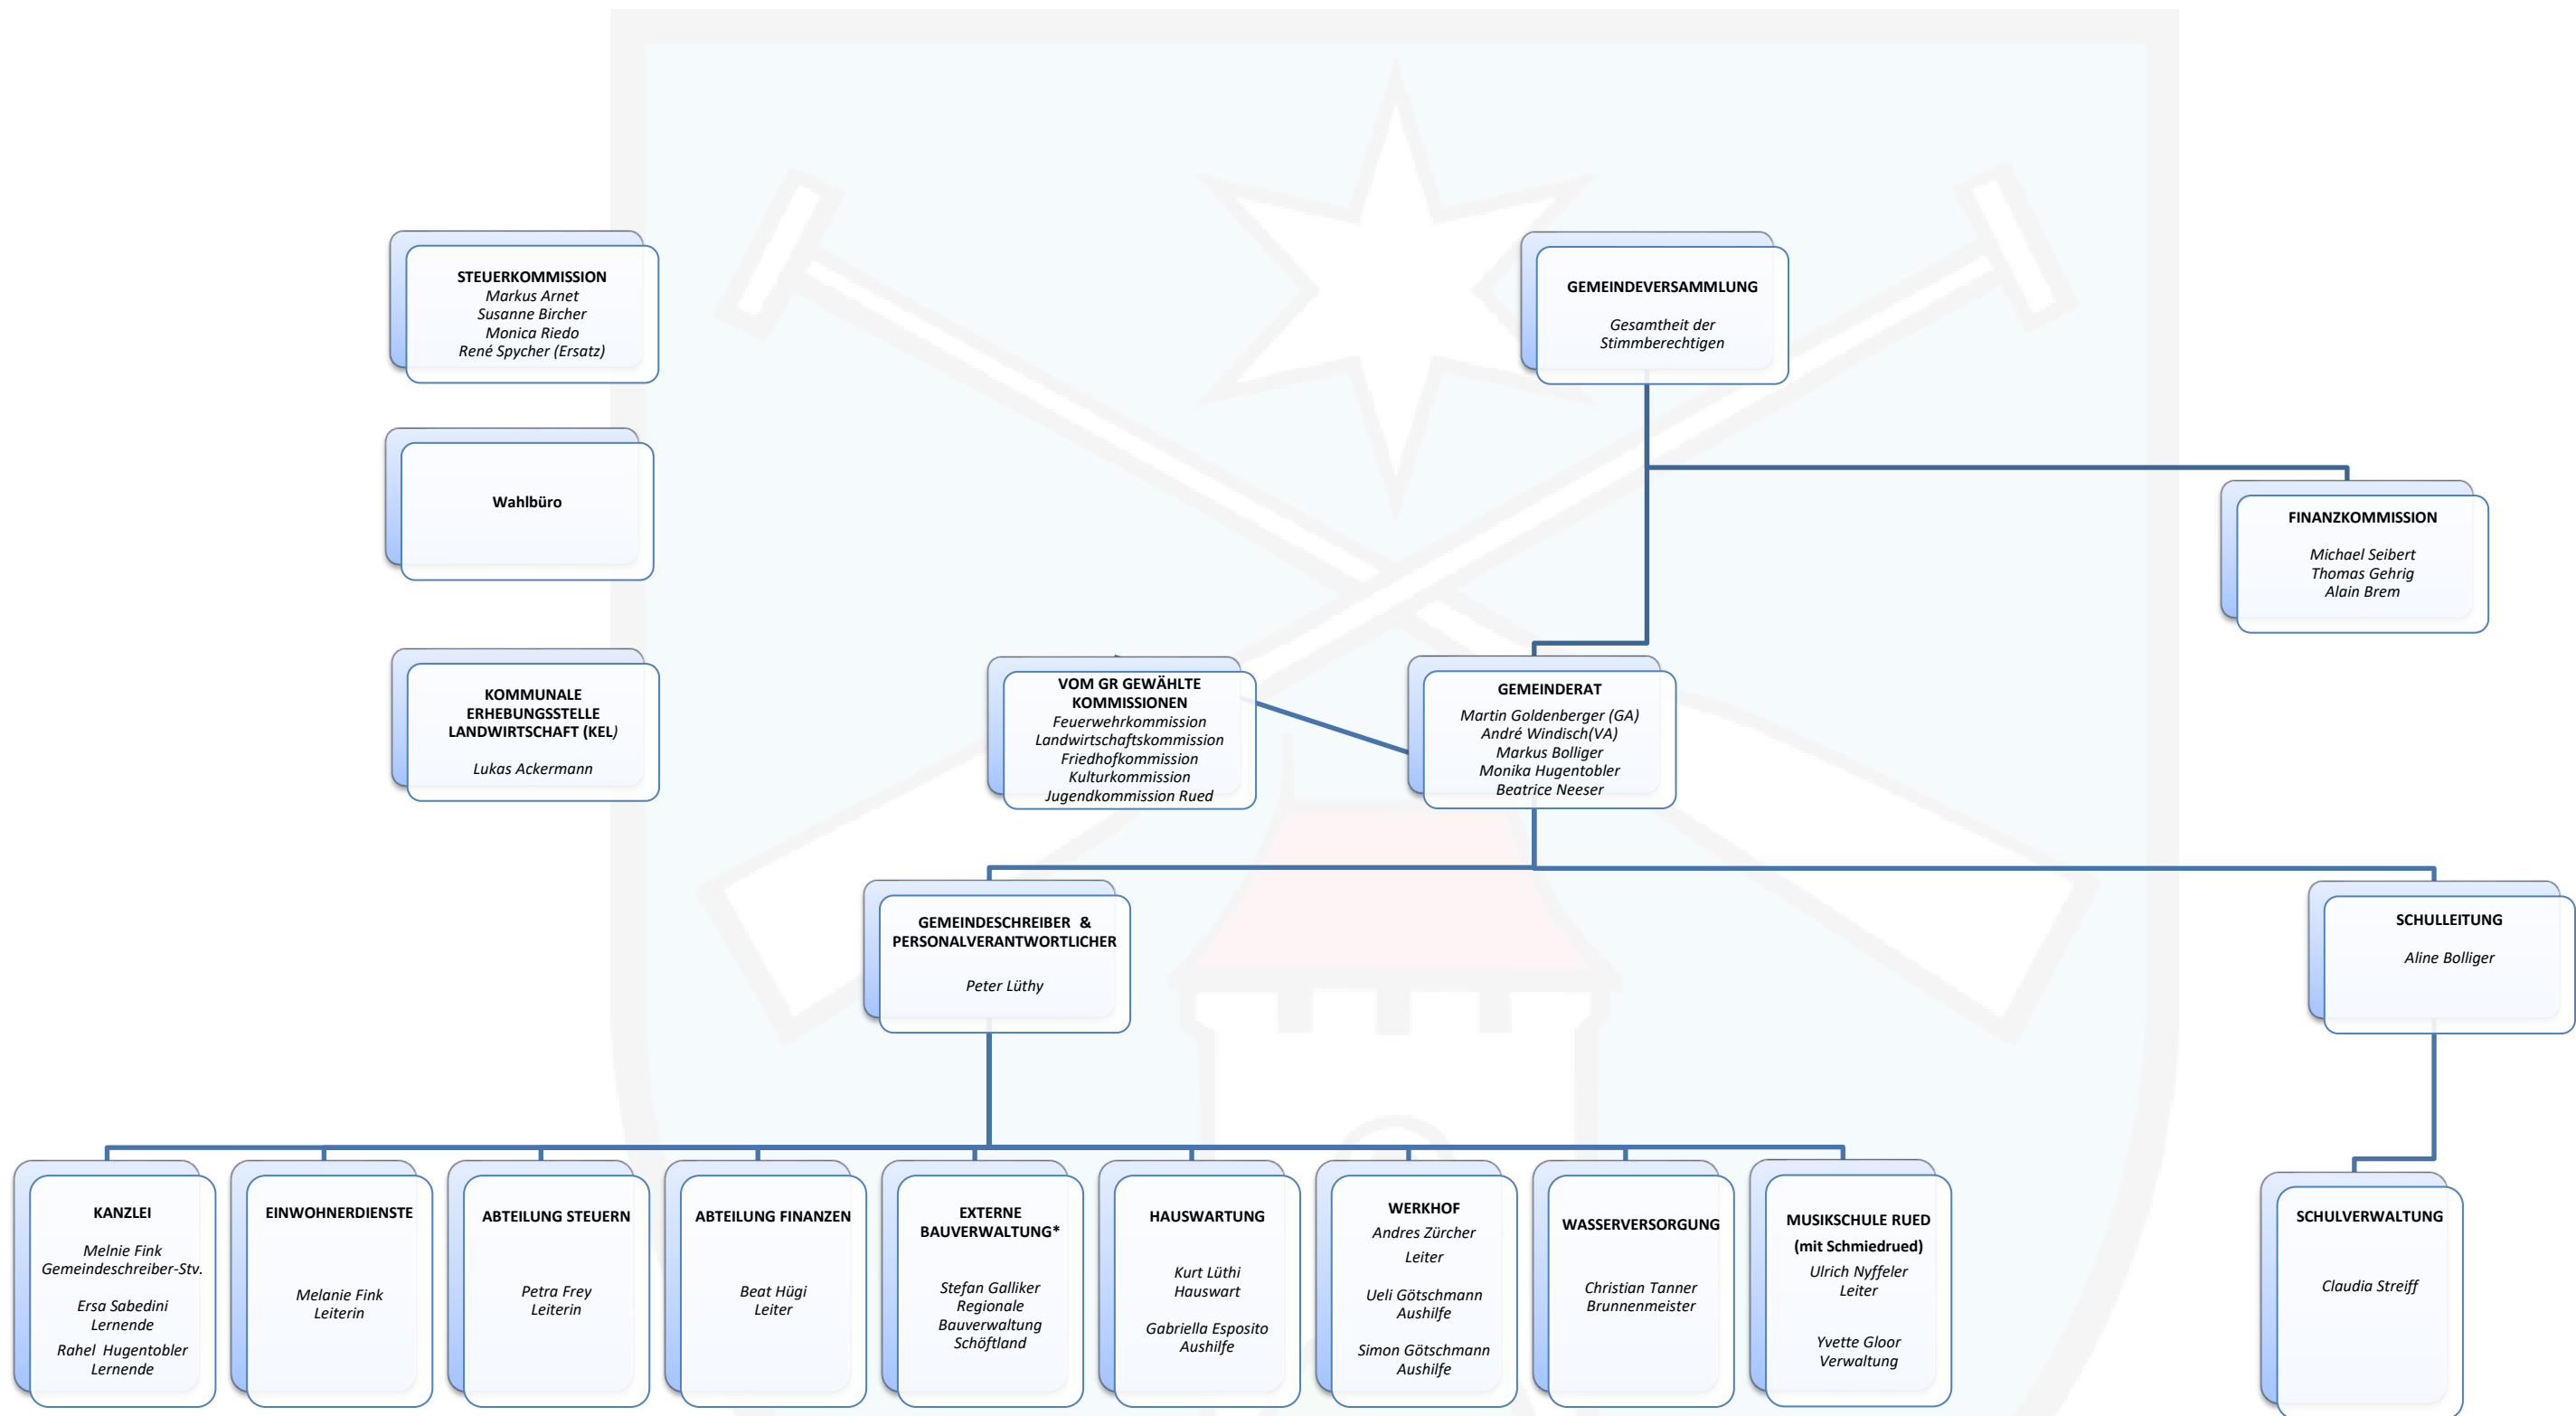 STEUERKOMMISSION
Markus Arnet
Susanne Bircher
Monica Riedo
René Spycher (Ersatz)
GEMEINDEVERSAMMLUNG
Gesamtheit der
Stimmberechtigen
Wahlbüro
FINANZKOMMISSION
Michael Seibert
Thomas Gehrig
Alain Brem
KOMMUNALE
ERHEBUNGSSTELLE
LANDWIRTSCHAFT (KEL)
Lukas Ackermann
VOM GR GEWÄHLTE
KOMMISSIONEN
Feuerwehrkommission
Landwirtschaftskommission
Friedhofkommission
Kulturkommission
Jugendkommission Rued
GEMEINDERAT
Martin Goldenberger (GA)
André Windisch(VA)
Markus Bolliger
Monika Hugentobler
Beatrice Neeser
GEMEINDESCHREIBER &
PERSONALVERANTWORTLICHER
Peter Lüthy
SCHULLEITUNG
Aline Bolliger
KANZLEI
Melnie Fink
Gemeindeschreiber-Stv.
Ersa Sabedini
Lernende
Rahel Hugentobler
Lernende
EINWOHNERDIENSTE
Melanie Fink
Leiterin
ABTEILUNG STEUERN
Petra Frey
Leiterin
ABTEILUNG FINANZEN
Beat Hügi
Leiter
EXTERNE
BAUVERWALTUNG*
Stefan Galliker
Regionale
Bauverwaltung
Schöftland
HAUSWARTUNG
Kurt Lüthi
Hauswart
Gabriella Esposito
Aushilfe
WERKHOF
Andres Zürcher
Leiter
Ueli Götschmann
Aushilfe
Simon Götschmann
Aushilfe
WASSERVERSORGUNG
Christian Tanner
Brunnenmeister
MUSIKSCHULE RUED
(mit Schmiedrued)
Ulrich Nyffeler
Leiter
Yvette Gloor
Verwaltung
SCHULVERWALTUNG
Claudia Streiff